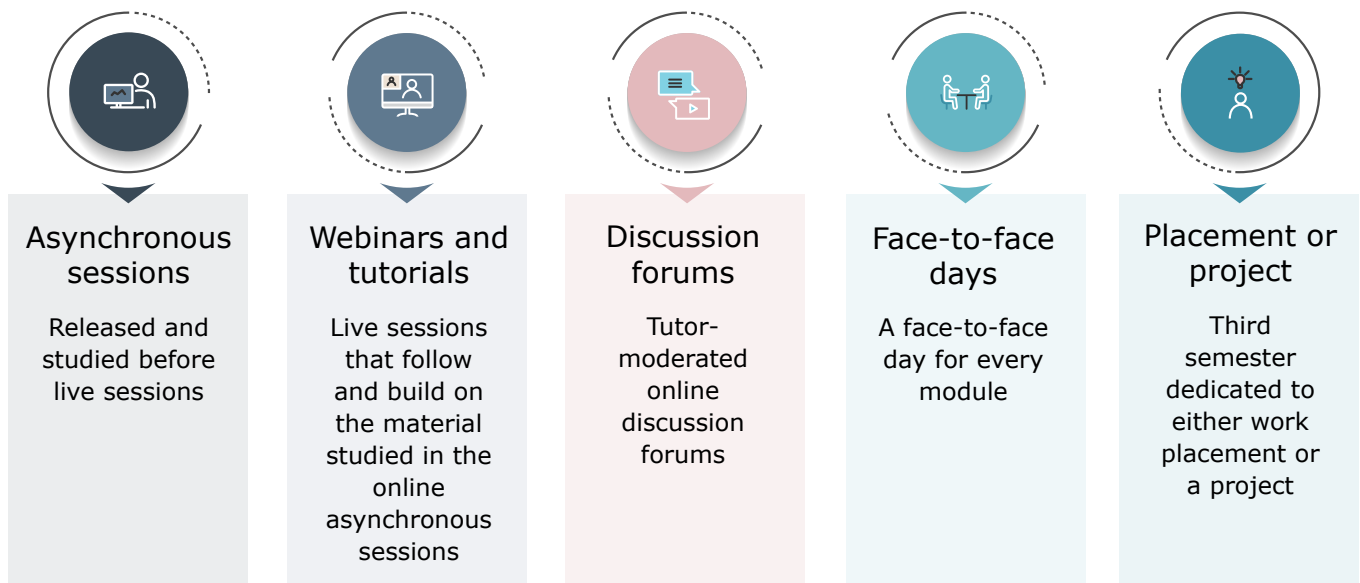 Asynchronous
sessions
Released and
studied before
live sessions
Webinars and
tutorials
Live sessions
that follow
and build on
the material
studied in the
online
asynchronous
sessions
Discussion
forums
Tutor-
moderated
online
discussion
forums
Face-to-face
days
A face-to-face
day for every
module
Placement or
project
Third
semester
dedicated to
either work
placement or
a project